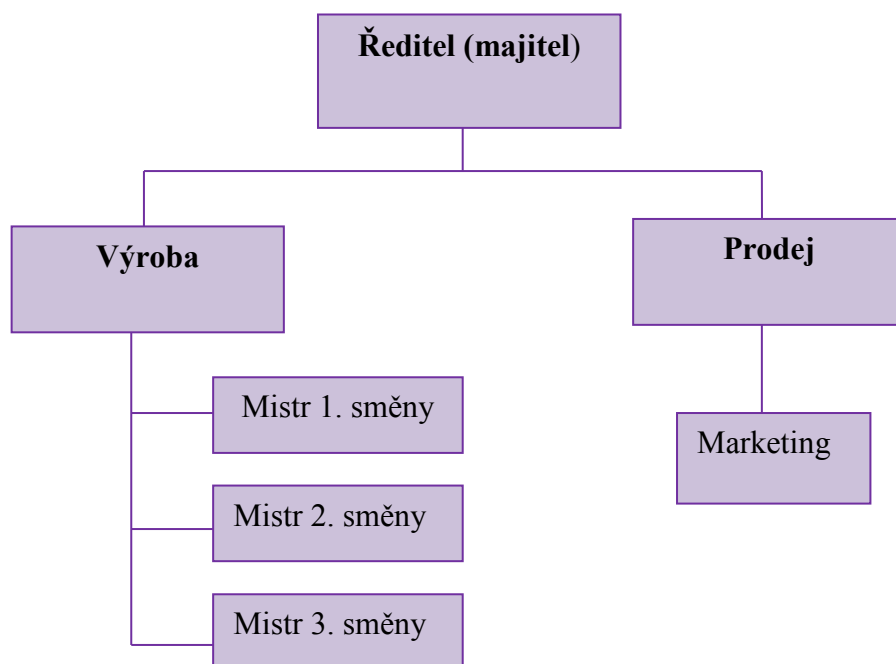 Ředitel (majitel)
Výroba
Prodej
Mistr 1. směny
Marketing
Mistr 2. směny
Mistr 3. směny